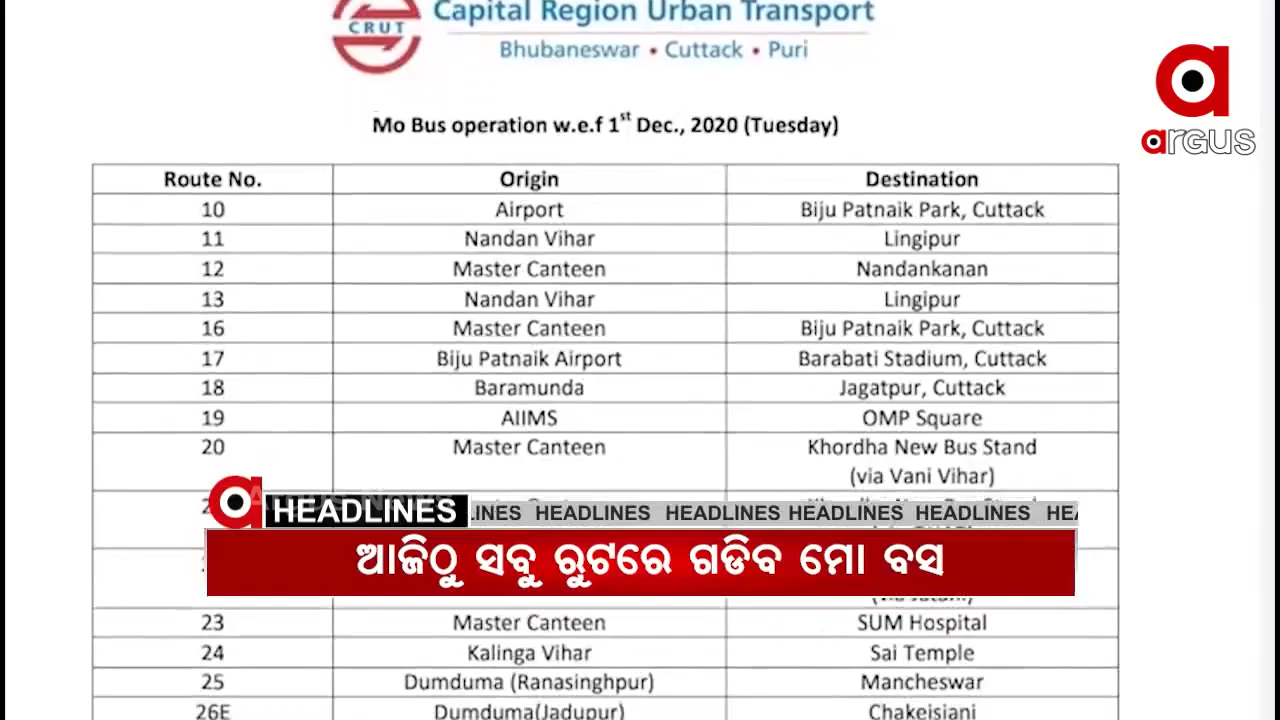 CRUT
Capital Region Urban Transport
Bhubaneswar • Cuttack • Puri
argus
Mo Bus operation w.e.f 1st Dec., 2020 (Tuesday)
Route No. Origin Destination
10 Airport Biju Patnaik Park, Cuttack
11 Nandan Vihar Lingipur
12 Master Canteen Nandankanan
13 Nandan Vihar Lingipur
16 Master Canteen Biju Patnaik Park, Cuttack
17 Biju Patnaik Airport Barabati Stadium, Cuttack
18 Baramunda Jagatpur, Cuttack
19 AIIMS OMP Square
20 Master Canteen Khordha New Bus Stand
(via Vani Vihar)
HEADLINES LINES HEADLINES HEADLINES HEADLINES HEADLINES HEA
ଆଜିଠୁ ସବୁ ରୁଟରେ ଗଡିବ ମୋ ବସ
23 Master Canteen SUM Hospital
24 Kalinga Vihar Sai Temple
25 Dumduma (Ranasinghpur) Mancheswar
26E Dumduma(Jadupur) Chakeisiani